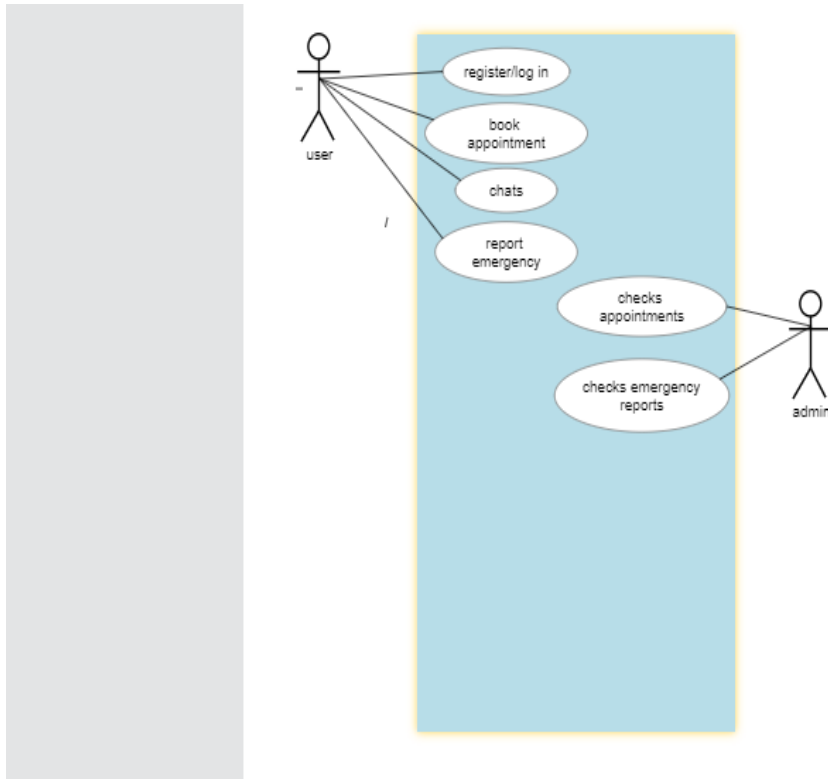 register/log in
book
appointment
user
chats
report
emergency
checks
appointments
checks emergency
reports
admin